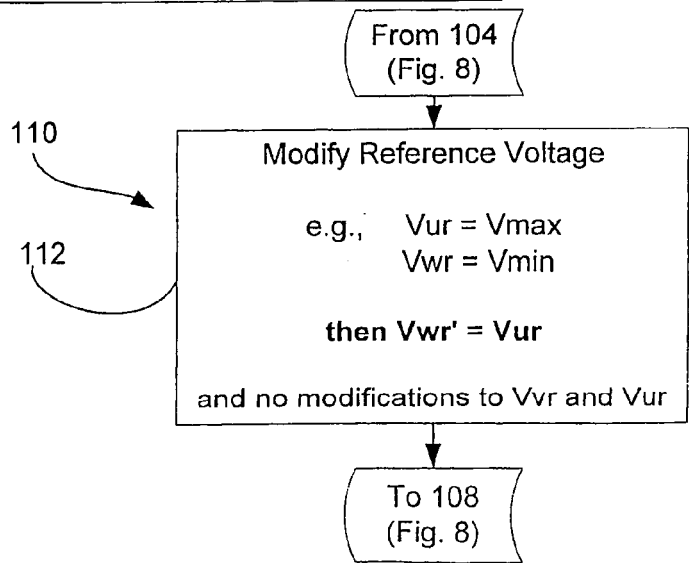 From 104
(Fig. 8)
110
Modify Reference Voltage
e.g., Vur = Vmax
112
Vwr = Vmin
then Vwr' = Vur
and no modifications to Vvr and Vur
To 108
(Fig. 8)